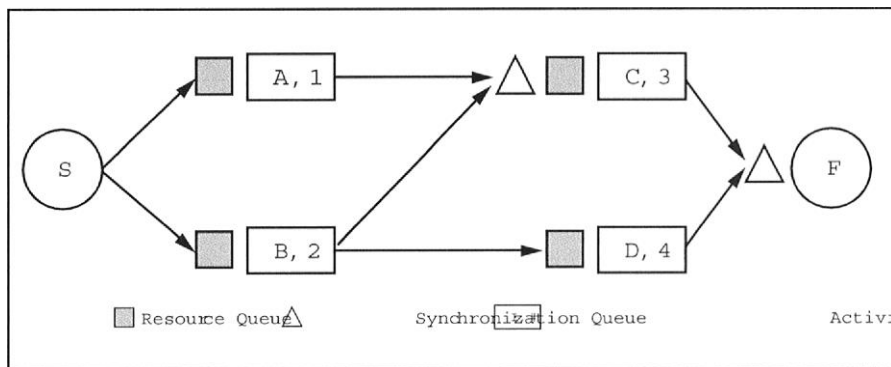 A, 1
C, 3
S
F
B, 2
D, 4
Resource Queue
Synchronization Queue
Activi